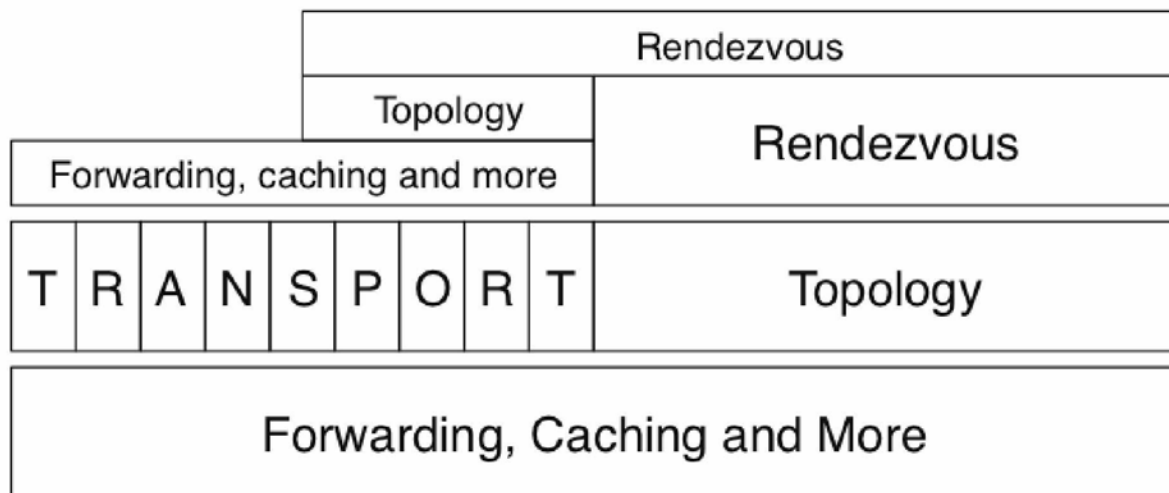 Rendezvous
Topology
Rendezvous
Forwarding, caching and more
T R A N S P O R T
Topology
Forwarding, Caching and More